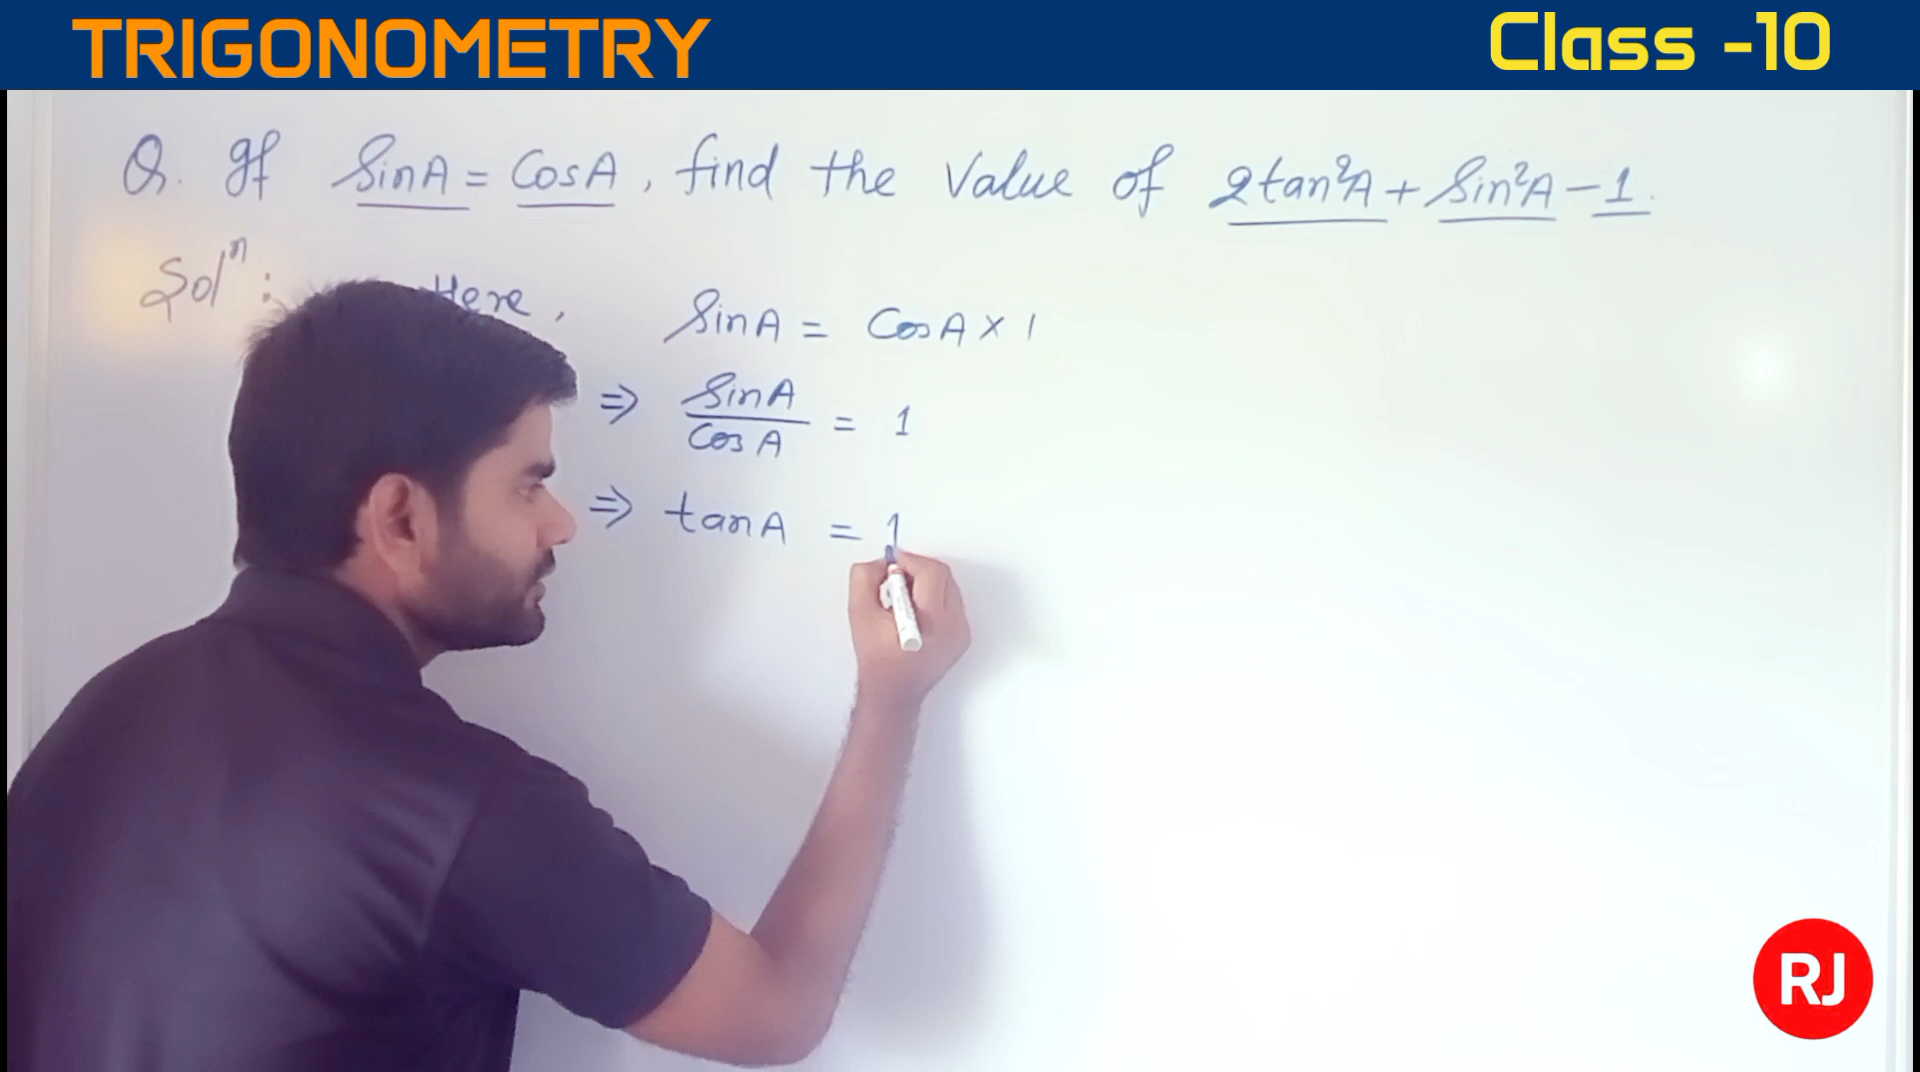 TRIGONOMETRY Class -10
Q. If SinA = CosA, find the Value of 2tan²A + Sin²A - 1.
Solⁿ: Here, SinA = CosA × 1
⇒ SinA/CosA = 1
⇒ tanA = 1
RJ